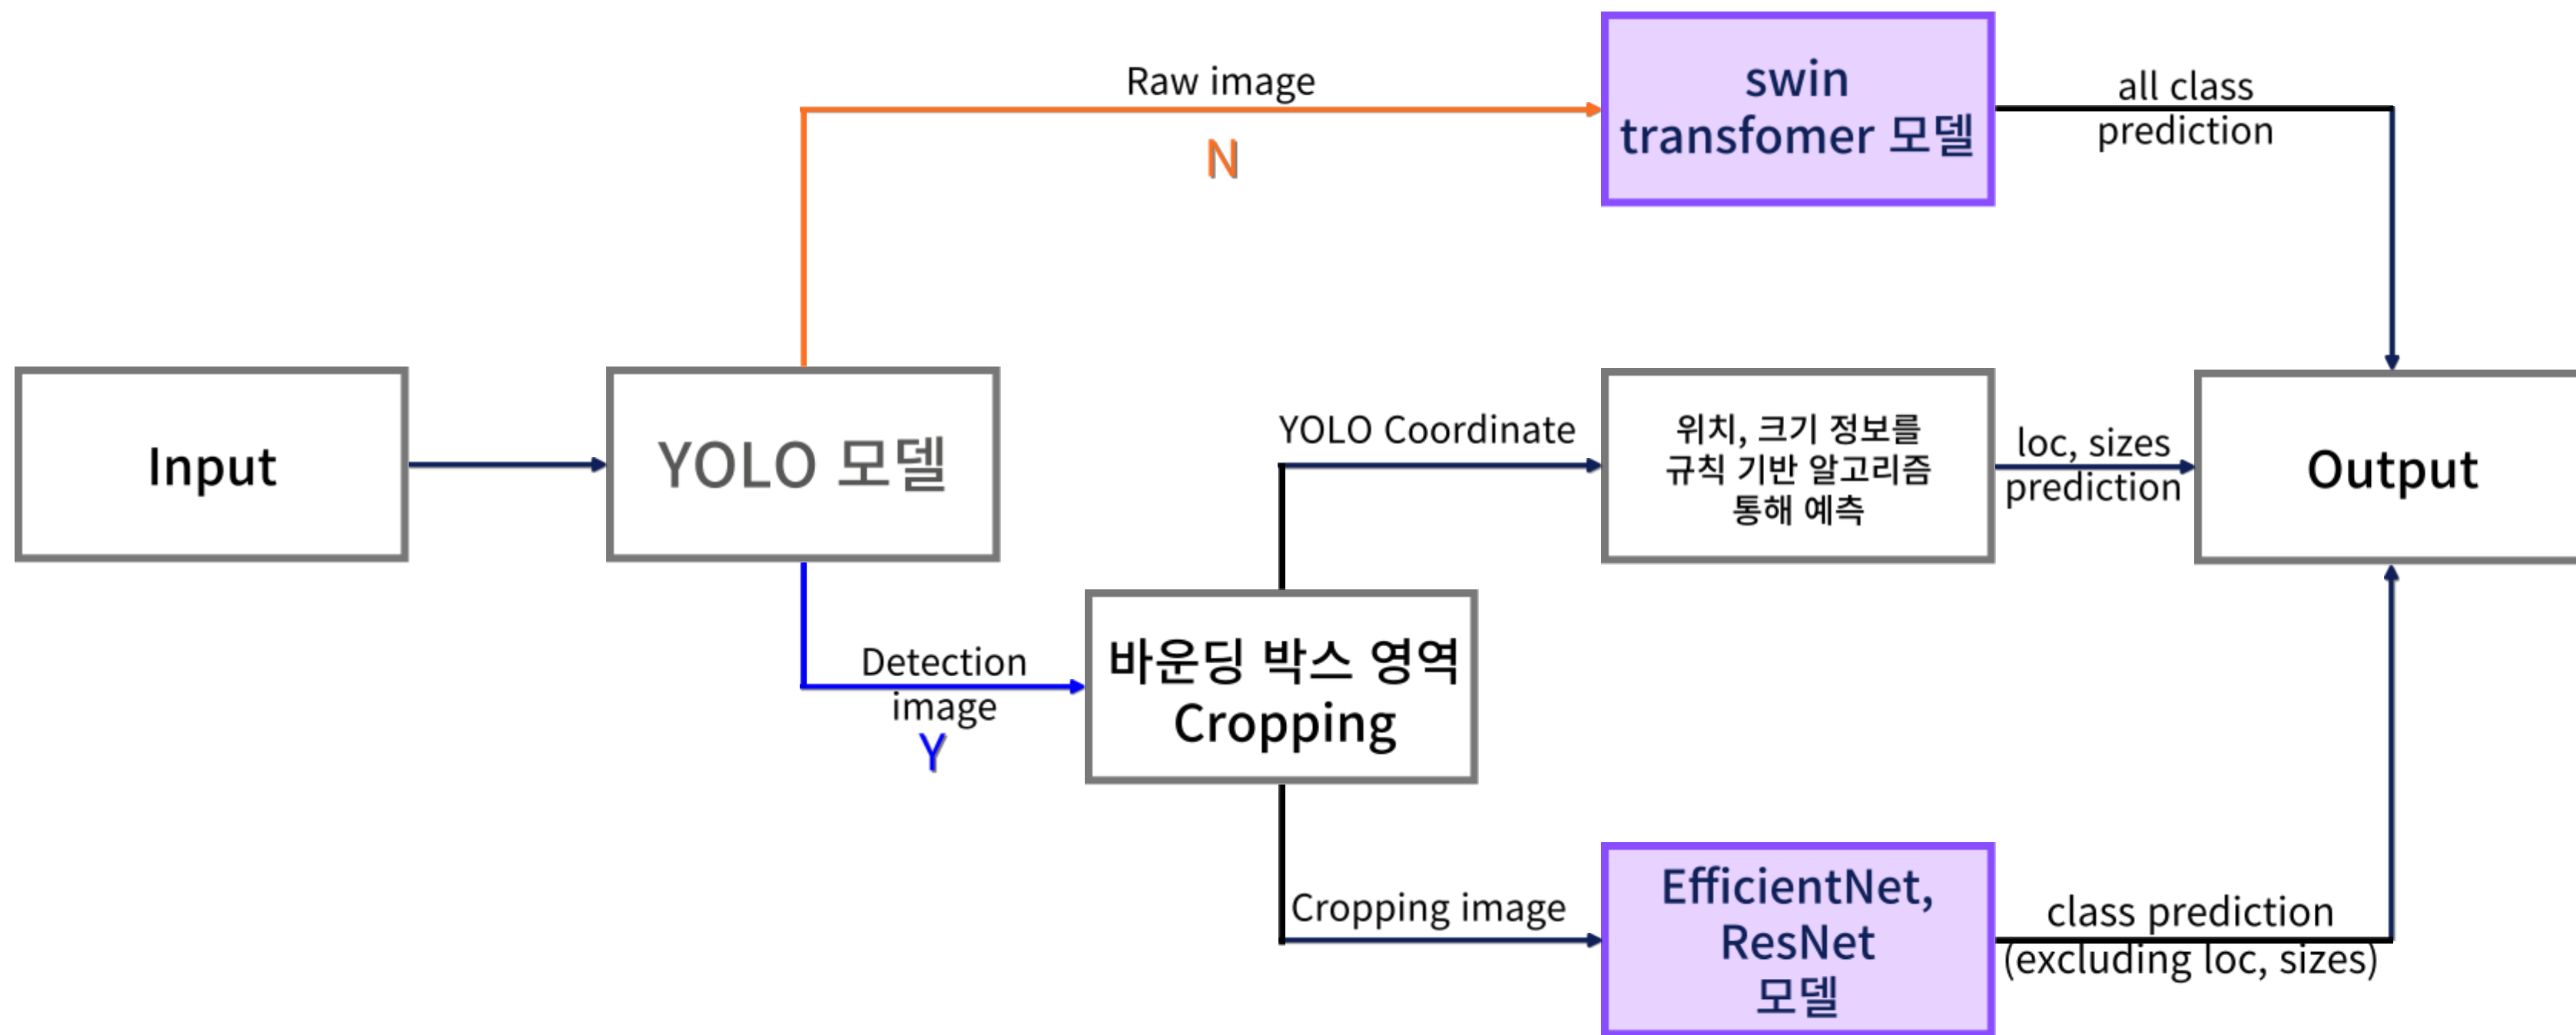 Raw image
N
swin
transfomer 모델
all class
prediction
Input
YOLO 모델
YOLO Coordinate
위치, 크기 정보를
규칙 기반 알고리즘
통해 예측
loc, sizes
prediction
Output
Detection
image
Y
바운딩 박스 영역
Cropping
Cropping image
EfficientNet,
ResNet
모델
class prediction
(excluding loc, sizes)